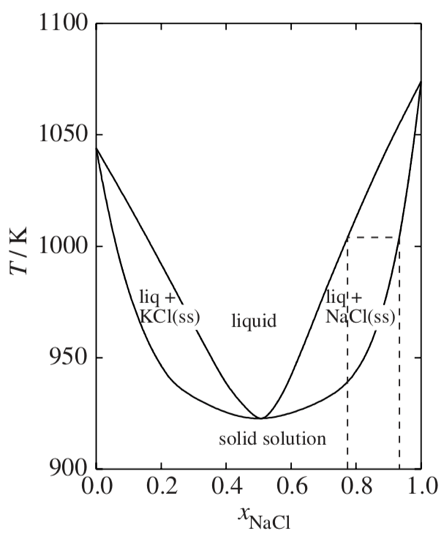 1100
1050
1000
950
900
T / K
liq +
KCl(ss)
liquid
liq +
NaCl(ss)
solid solution
0.0 0.2 0.4 0.6 0.8 1.0
xNaCl